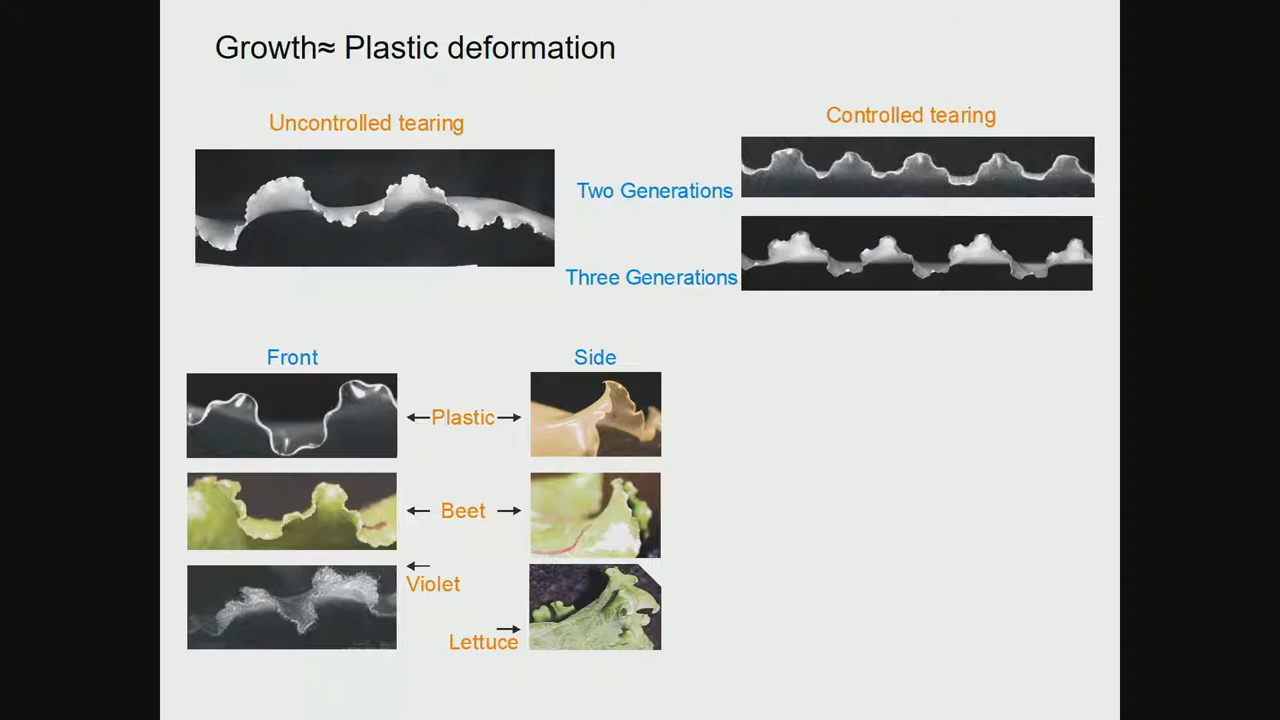 Growth≈ Plastic deformation
Uncontrolled tearing
Controlled tearing
Two Generations
Three Generations
Front
Side
Plastic
Beet
Violet
Lettuce